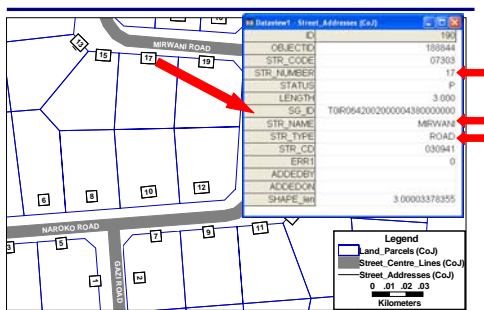 Dataview1 - Street_Addresses (CoJ)
ID 190
OBJECTID 188844
STR_CODE 07303
STR_NUMBER 17
STATUS P
LENGTH 3.000
SG_ID T0IR064200200004380000000
STR_NAME MIRWANI
STR_TYPE ROAD
STR_CD 030941
ERR1 0
ADDEDBY
ADDEDON
SHAPE_len 3.00003378355
MIRWANI ROAD
13
15
17
19
6
8
10
12
NAROKO ROAD
3
5
7
9
11
GAZI ROAD
1
2
Legend
Land_Parcels (CoJ)
Street_Centre_Lines (CoJ)
Street_Addresses (CoJ)
0 .01 .02 .03
Kilometers